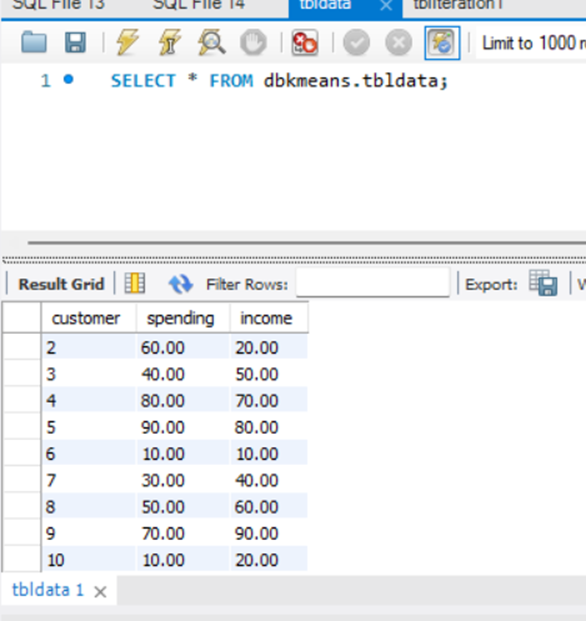 SQL File 13 SQL File 14 tbldata tbliteration1
Limit to 1000 r
1 SELECT * FROM dbkmeans.tbldata;
Result Grid Filter Rows: Export:
customer spending income
2 60.00 20.00
3 40.00 50.00
4 80.00 70.00
5 90.00 80.00
6 10.00 10.00
7 30.00 40.00
8 50.00 60.00
9 70.00 90.00
10 10.00 20.00
tbldata 1